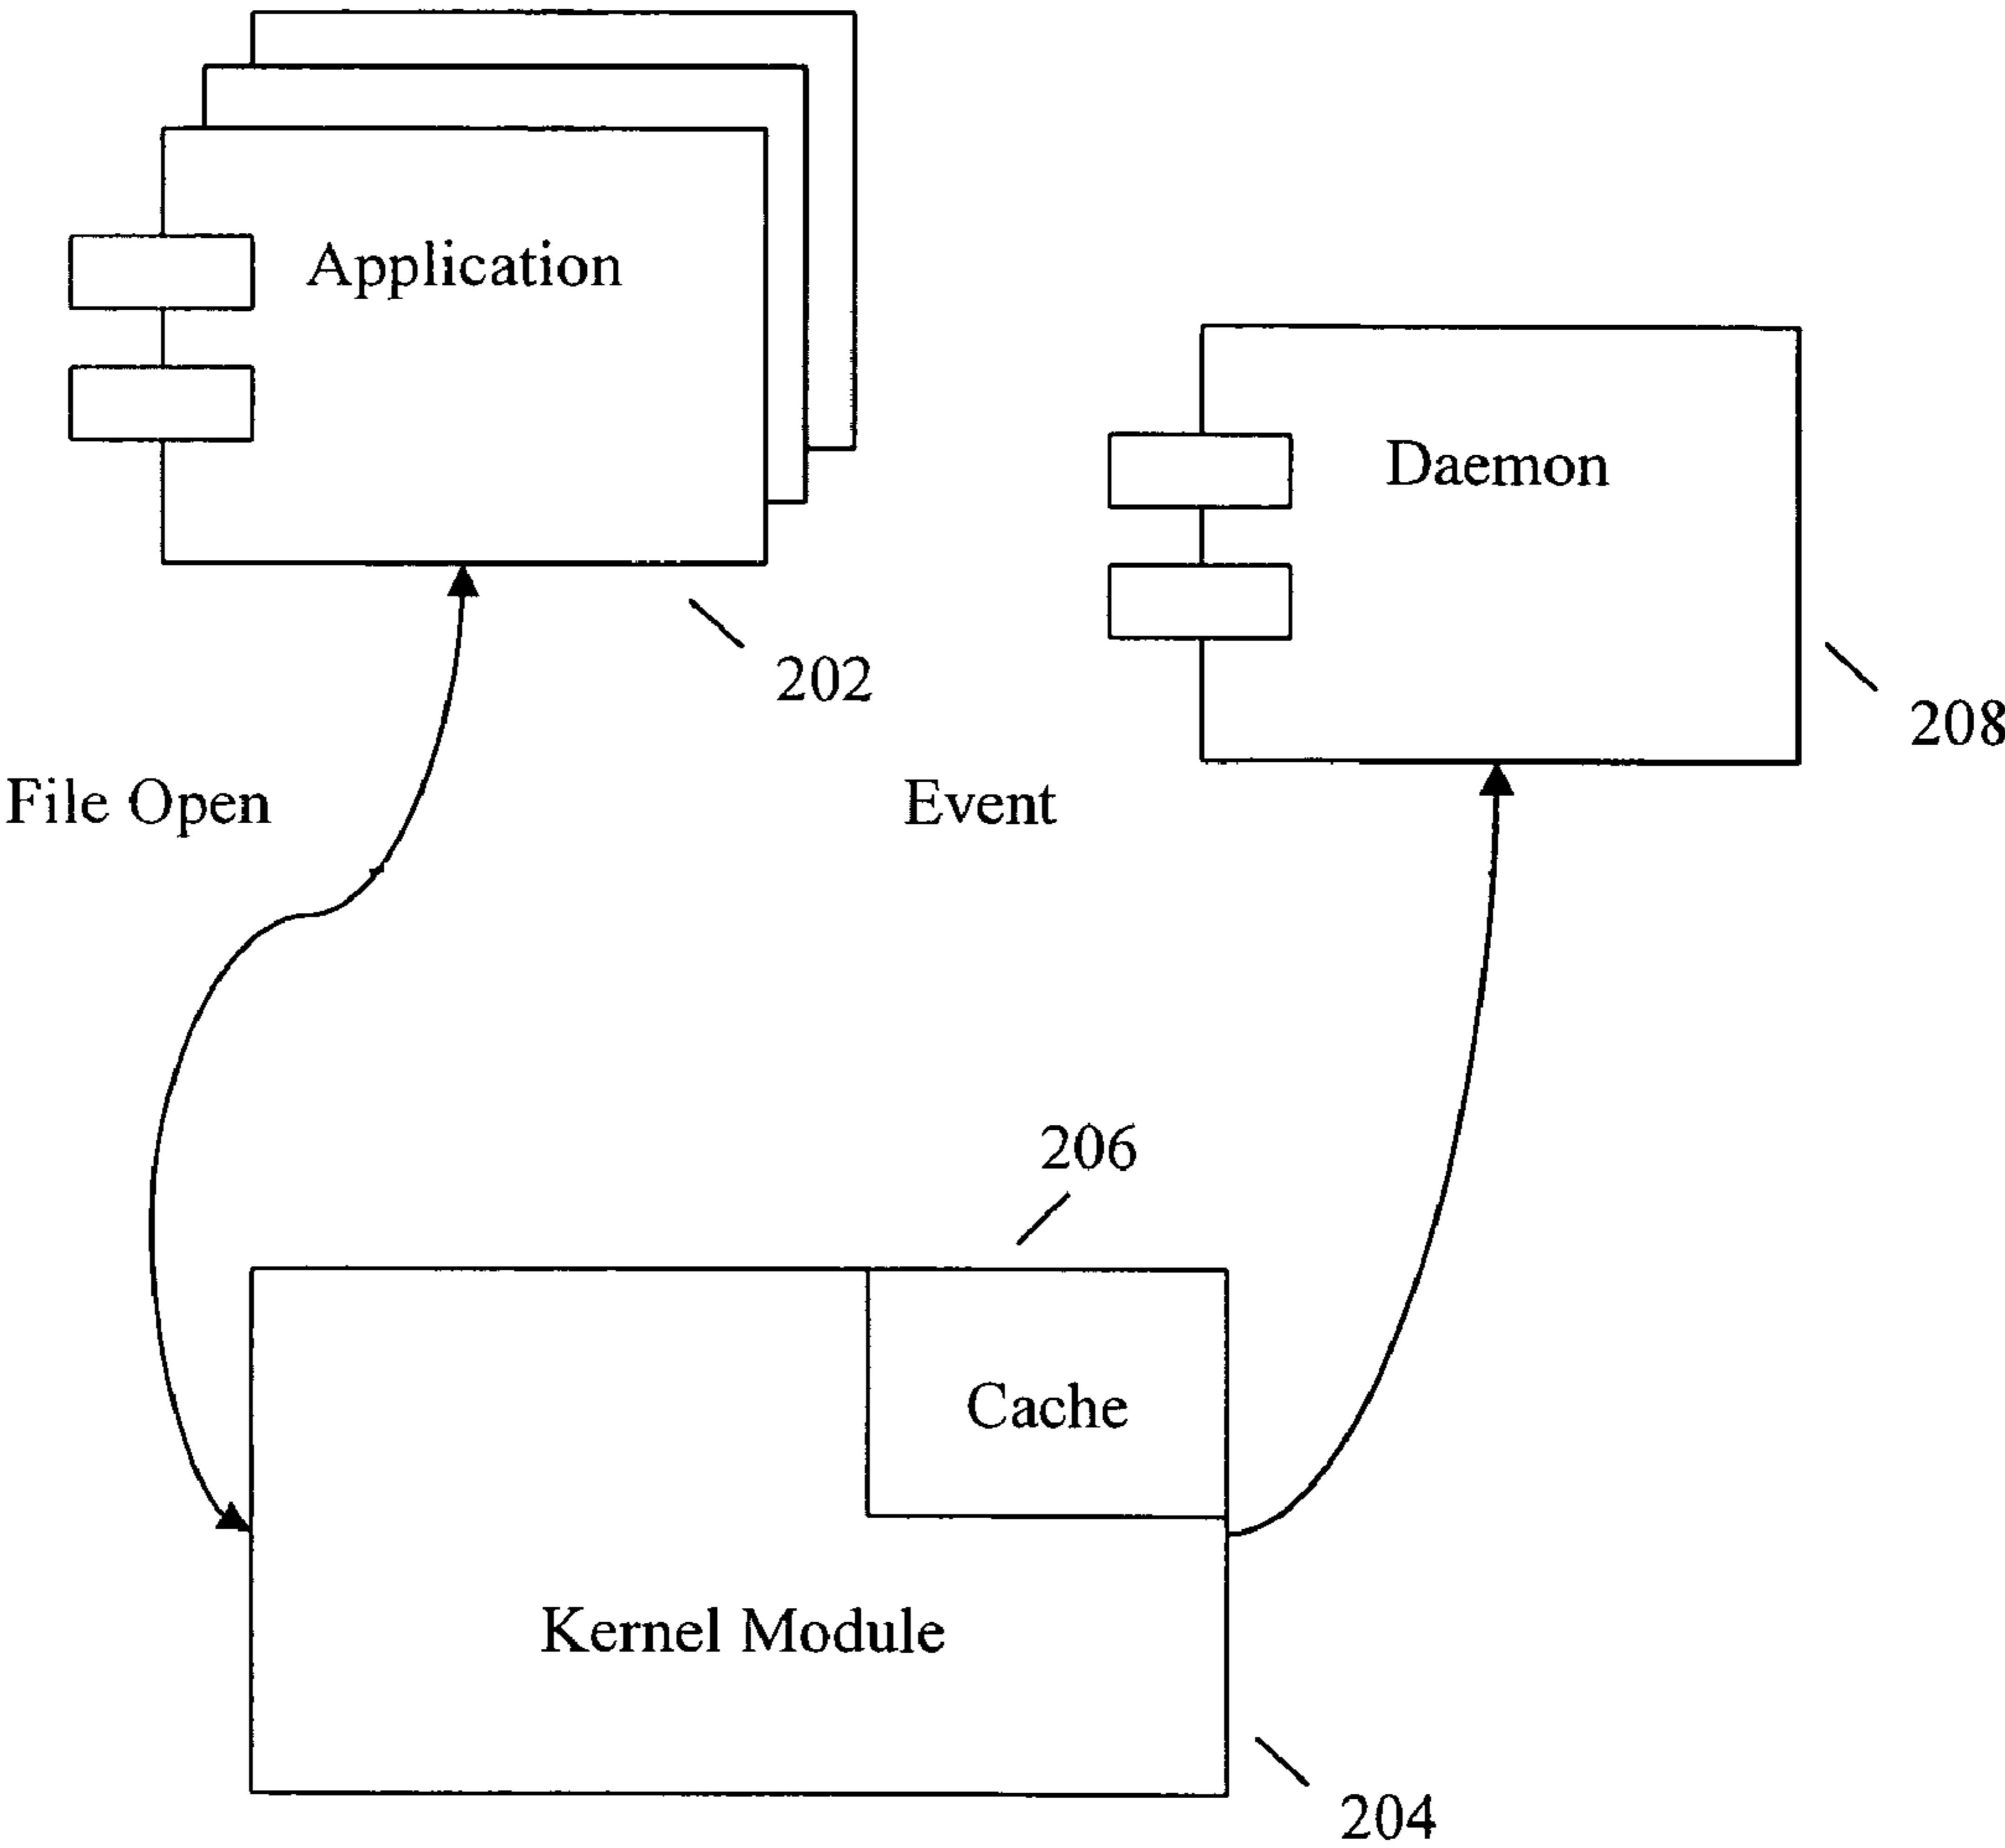 Application
Daemon
202
208
File Open
Event
206
Cache
Kernel Module
204